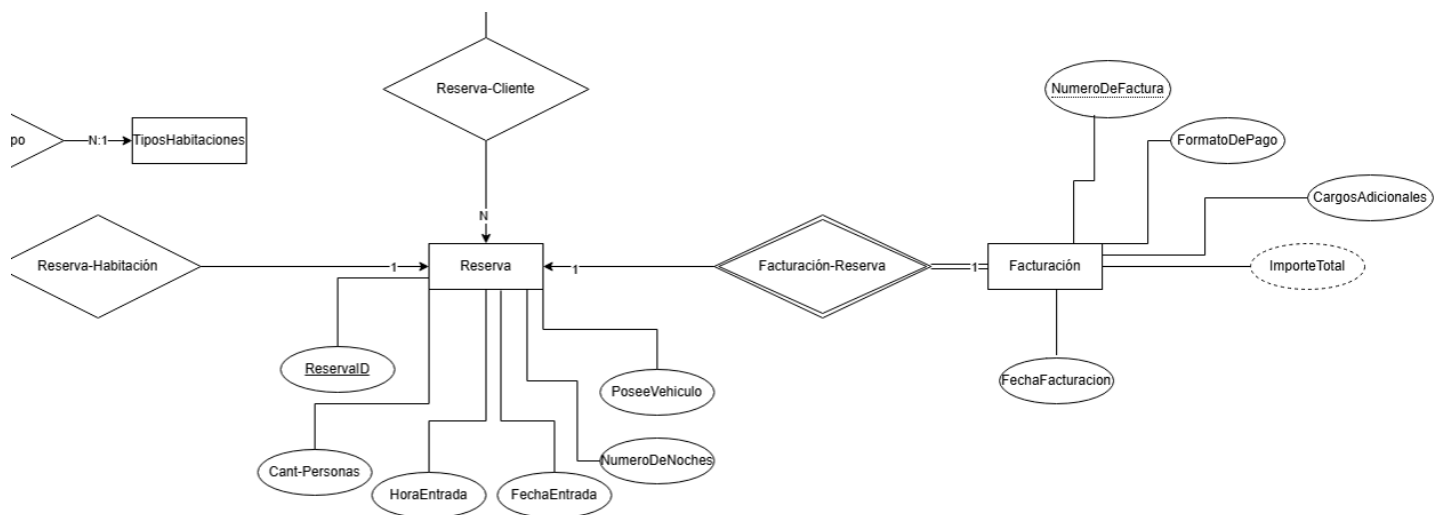 Reserva-Cliente
NumeroDeFactura
po
N:1
TiposHabitaciones
FormatoDePago
CargosAdicionales
N
Reserva-Habitación
1
Reserva
1
Facturación-Reserva
1
Facturación
ImporteTotal
ReservaID
PoseeVehiculo
FechaFacturacion
Cant-Personas
HoraEntrada
FechaEntrada
NumeroDeNoches